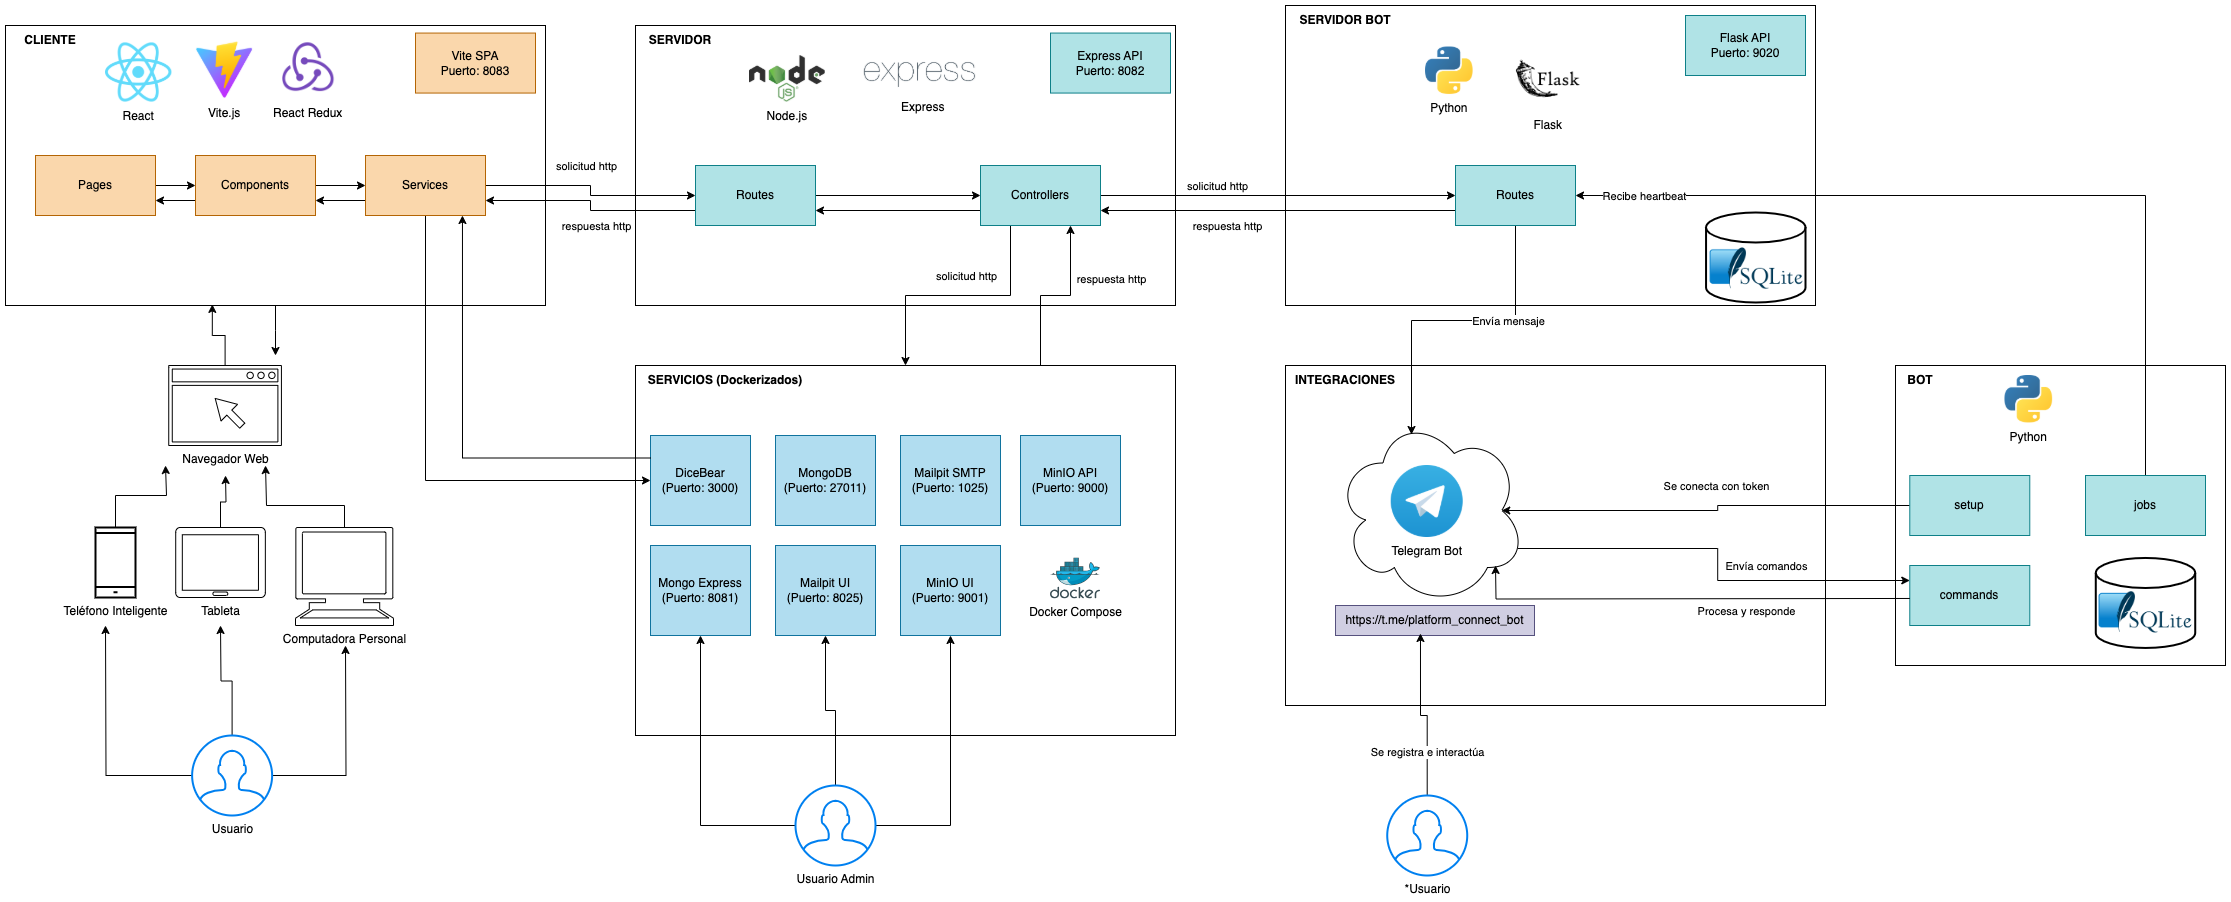 CLIENTE
Vite SPA
Puerto: 8083
React
Vite.js
React Redux
Pages
Components
Services
solicitud http
respuesta http
SERVIDOR
node
JS
Node.js
express
Express
Express API
Puerto: 8082
Routes
Controllers
solicitud http
respuesta http
solicitud http
respuesta http
SERVIDOR BOT
Python
Flask
Flask
Flask API
Puerto: 9020
Routes
Recibe heartbeat
SQLite
Envía mensaje
Navegador Web
Teléfono Inteligente
Tableta
Computadora Personal
Usuario
SERVICIOS (Dockerizados)
DiceBear
(Puerto: 3000)
MongoDB
(Puerto: 27011)
Mailpit SMTP
(Puerto: 1025)
MinIO API
(Puerto: 9000)
Mongo Express
(Puerto: 8081)
Mailpit UI
(Puerto: 8025)
MinIO UI
(Puerto: 9001)
docker
Docker Compose
Usuario Admin
INTEGRACIONES
Telegram Bot
https://t.me/platform_connect_bot
Se registra e interactúa
*Usuario
Se conecta con token
Envía comandos
Procesa y responde
BOT
Python
setup
jobs
commands
SQLite